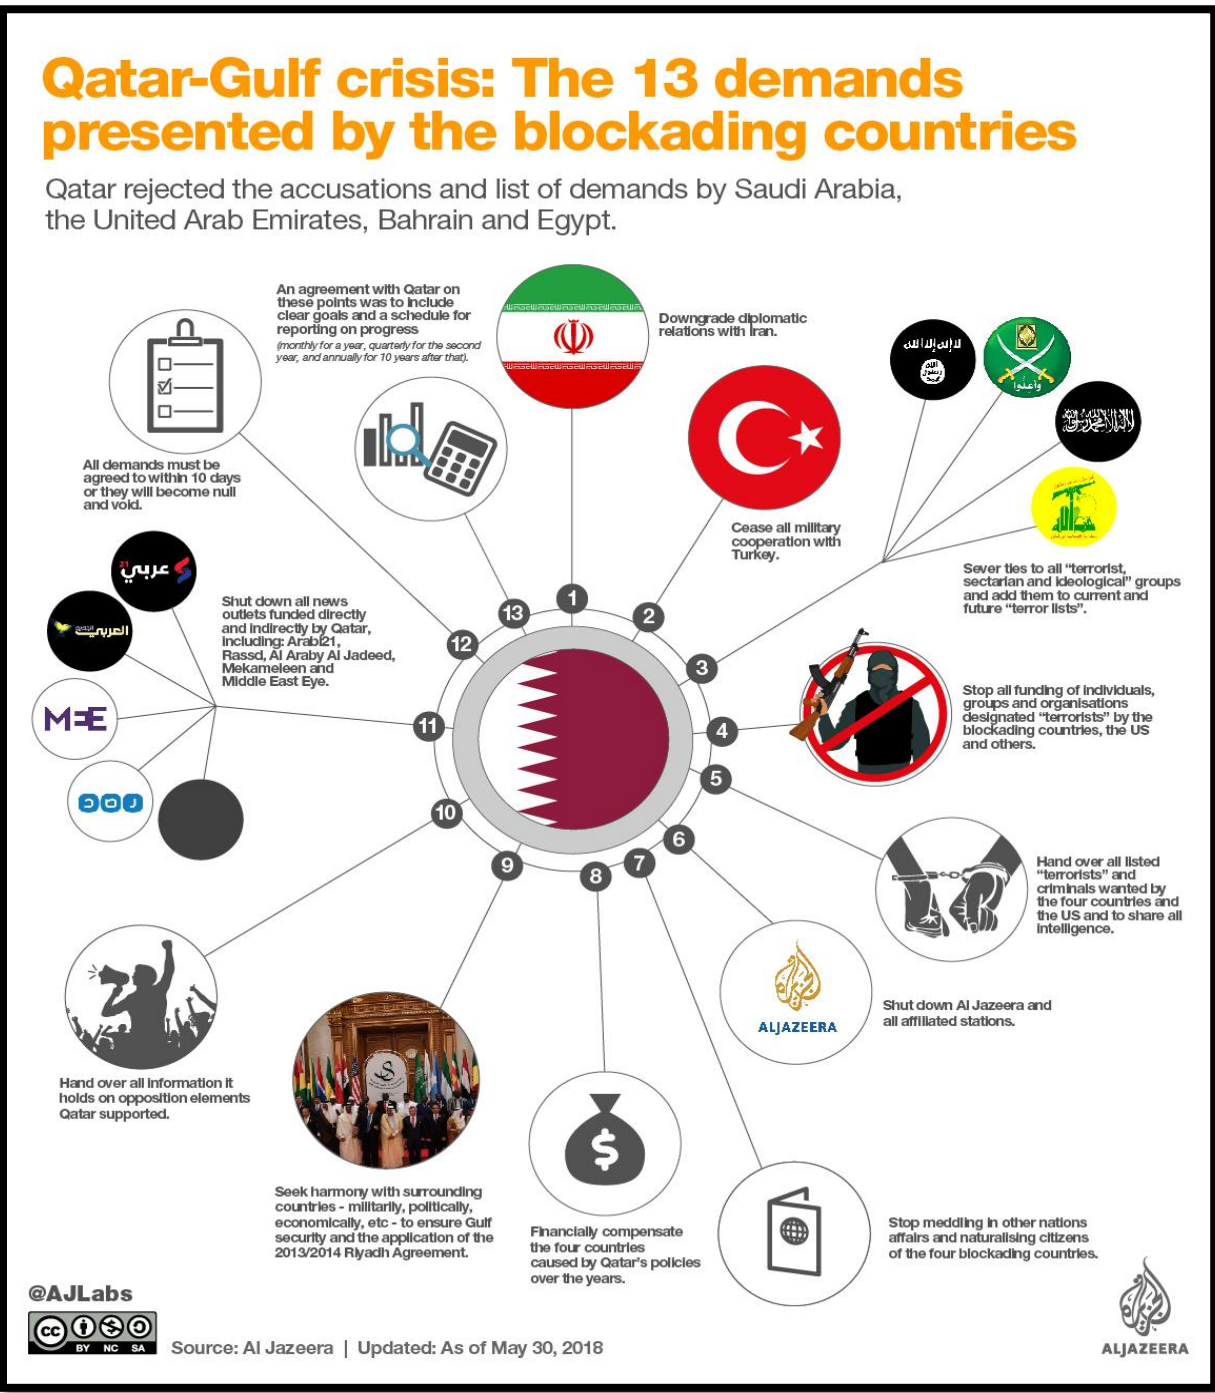 Qatar-Gulf crisis: The 13 demands
presented by the blockading countries
Qatar rejected the accusations and list of demands by Saudi Arabia,
the United Arab Emirates, Bahrain and Egypt.
An agreement with Qatar on
these points was to include
clear goals and a schedule for
reporting on progress
(monthly for a year, quarterly for the second
year, and annually for 10 years after that).
Downgrade diplomatic
relations with Iran.
وأعدوا
All demands must be
agreed to within 10 days
or they will become null
and void.
Cease all military
cooperation with
Turkey.
Sever ties to all “terrorist,
sectarian and ideological” groups
and add them to current and
future “terror lists”.
عربي 21
العربي الجديد
MEE
رصد
Shut down all news
outlets funded directly
and indirectly by Qatar,
including: Arabi21,
Rassd, Al Araby Al Jadeed,
Mekameleen and
Middle East Eye.
1
2
3
4
5
6
7
8
9
10
11
12
13
Stop all funding of individuals,
groups and organisations
designated “terrorists” by the
blockading countries, the US
and others.
Hand over all listed
“terrorists” and
criminals wanted by
the four countries and
the US and to share all
intelligence.
ALJAZEERA
Shut down Al Jazeera and
all affiliated stations.
Hand over all information it
holds on opposition elements
Qatar supported.
Seek harmony with surrounding
countries - militarily, politically,
economically, etc - to ensure Gulf
security and the application of the
2013/2014 Riyadh Agreement.
$
Financially compensate
the four countries
caused by Qatar’s policies
over the years.
Stop meddling in other nations
affairs and naturalising citizens
of the four blockading countries.
@AJLabs
cc
BY NC SA
Source: Al Jazeera | Updated: As of May 30, 2018
ALJAZEERA